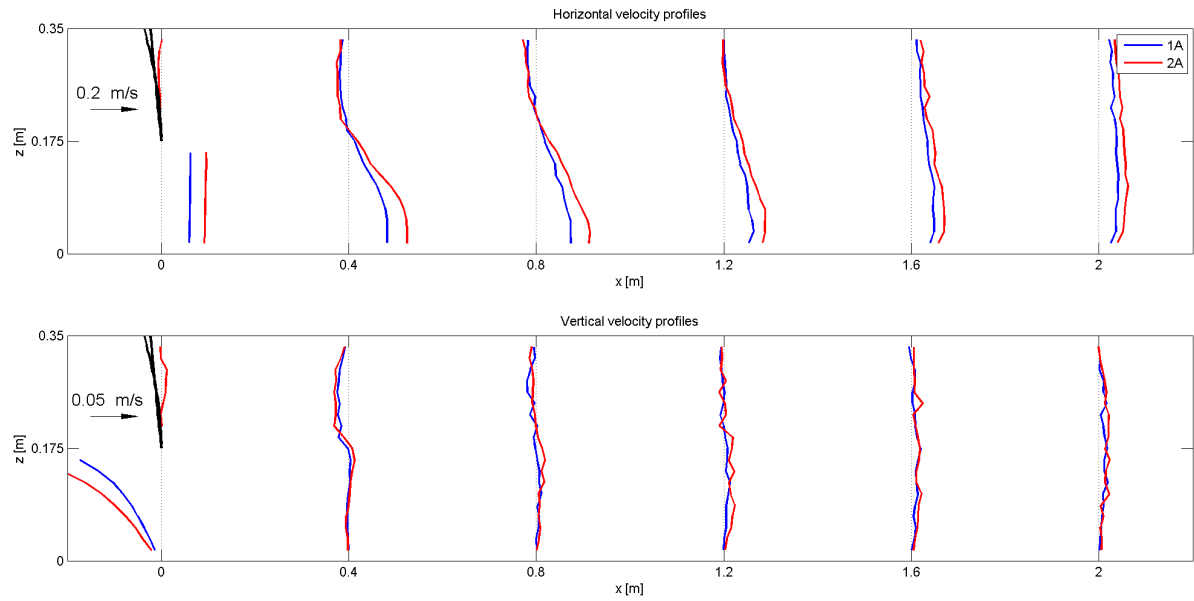 Horizontal velocity profiles
0.35
0.175
0
z [m]
0.2 m/s
1A
2A
0 0.4 0.8 1.2 1.6 2
x [m]
Vertical velocity profiles
0.35
0.175
0
z [m]
0.05 m/s
0 0.4 0.8 1.2 1.6 2
x [m]